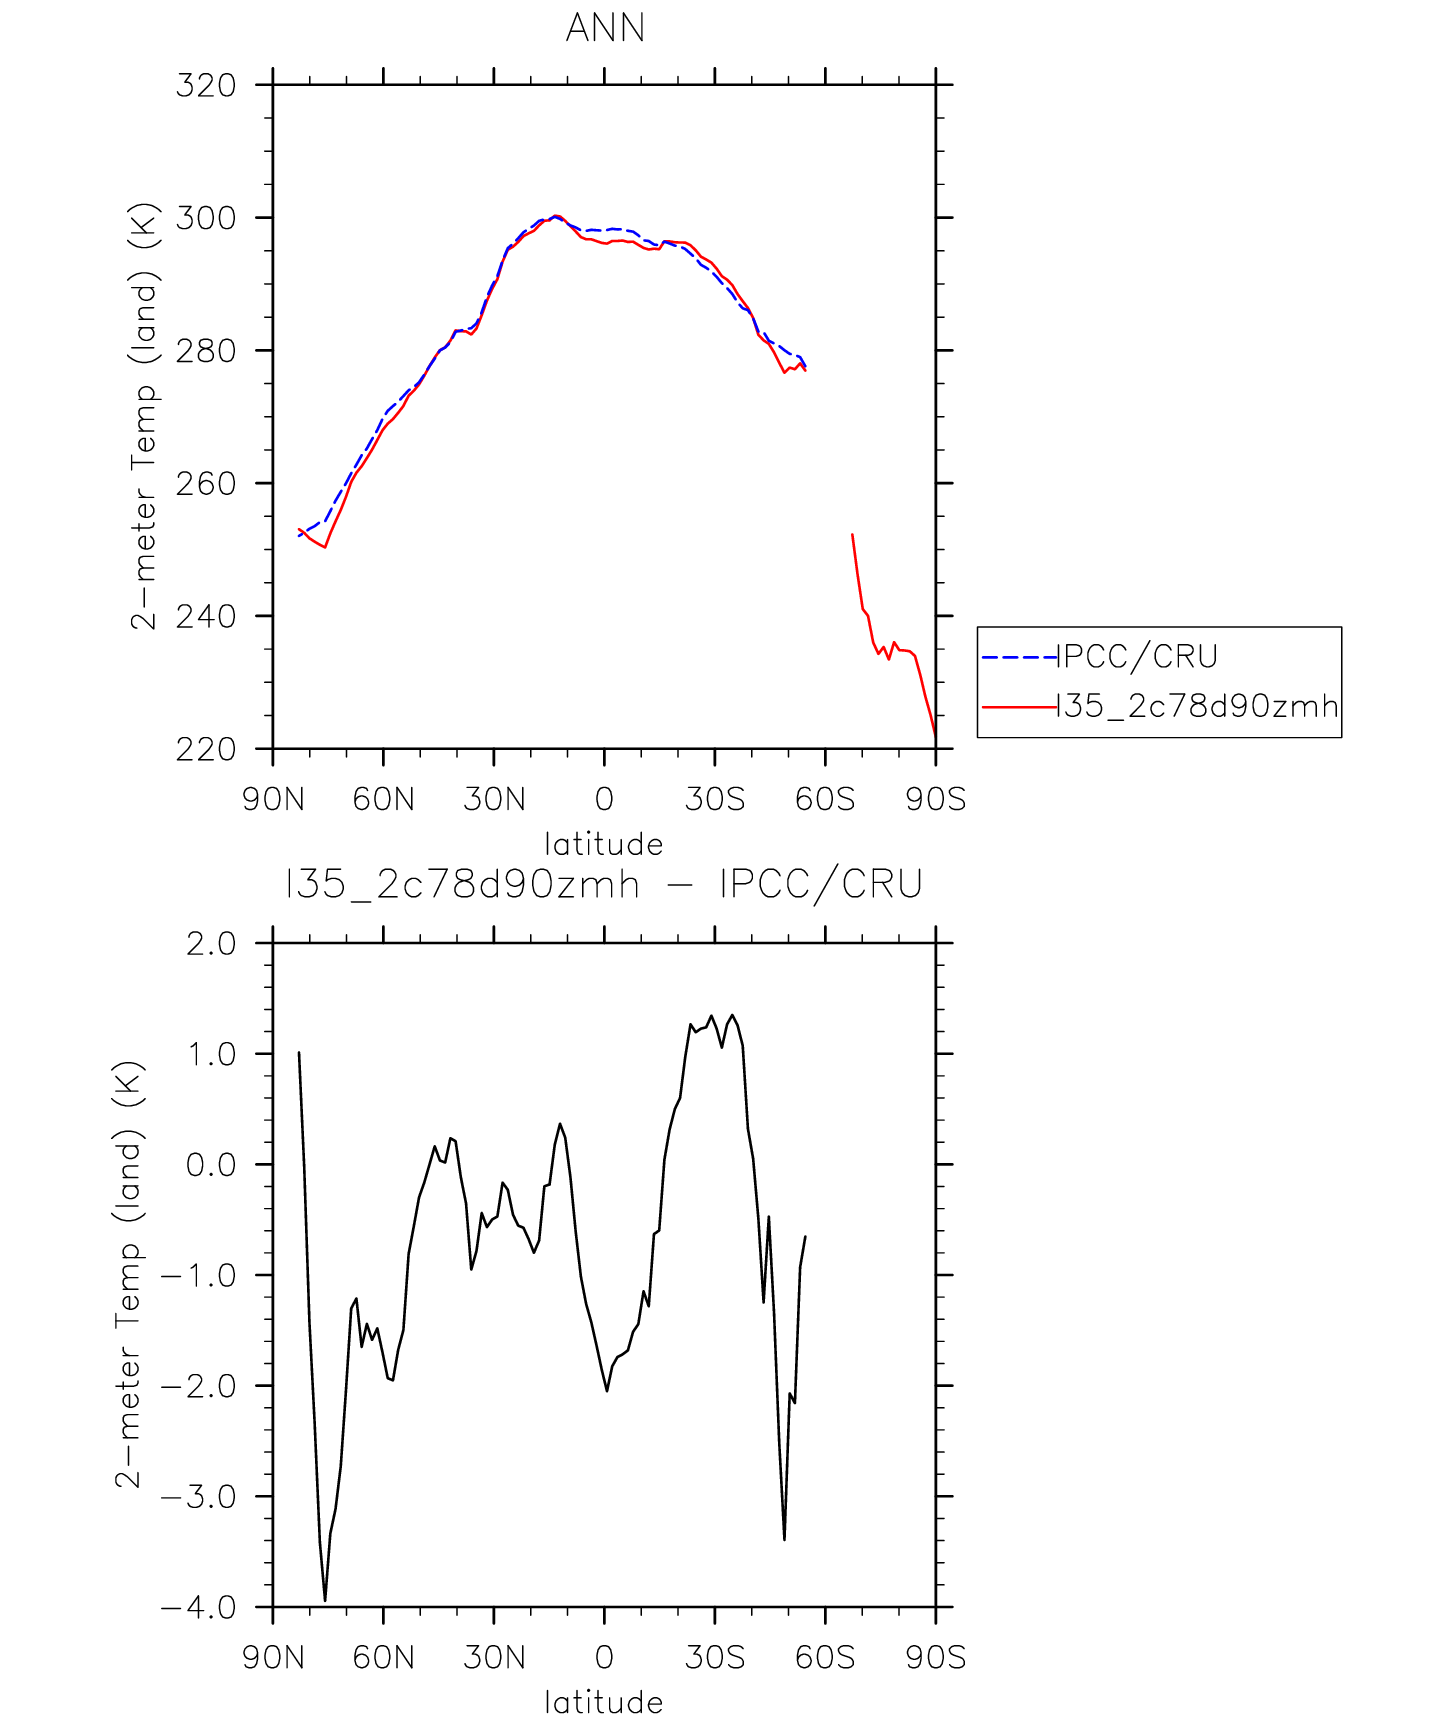 ANN
320
300
280
260
240
220
2-meter Temp (land) (K)
90N 60N 30N 0 30S 60S 90S
latitude
IPCC/CRU
I35_2c78d90zmh
I35_2c78d90zmh - IPCC/CRU
2.0
1.0
0.0
-1.0
-2.0
-3.0
-4.0
2-meter Temp (land) (K)
90N 60N 30N 0 30S 60S 90S
latitude